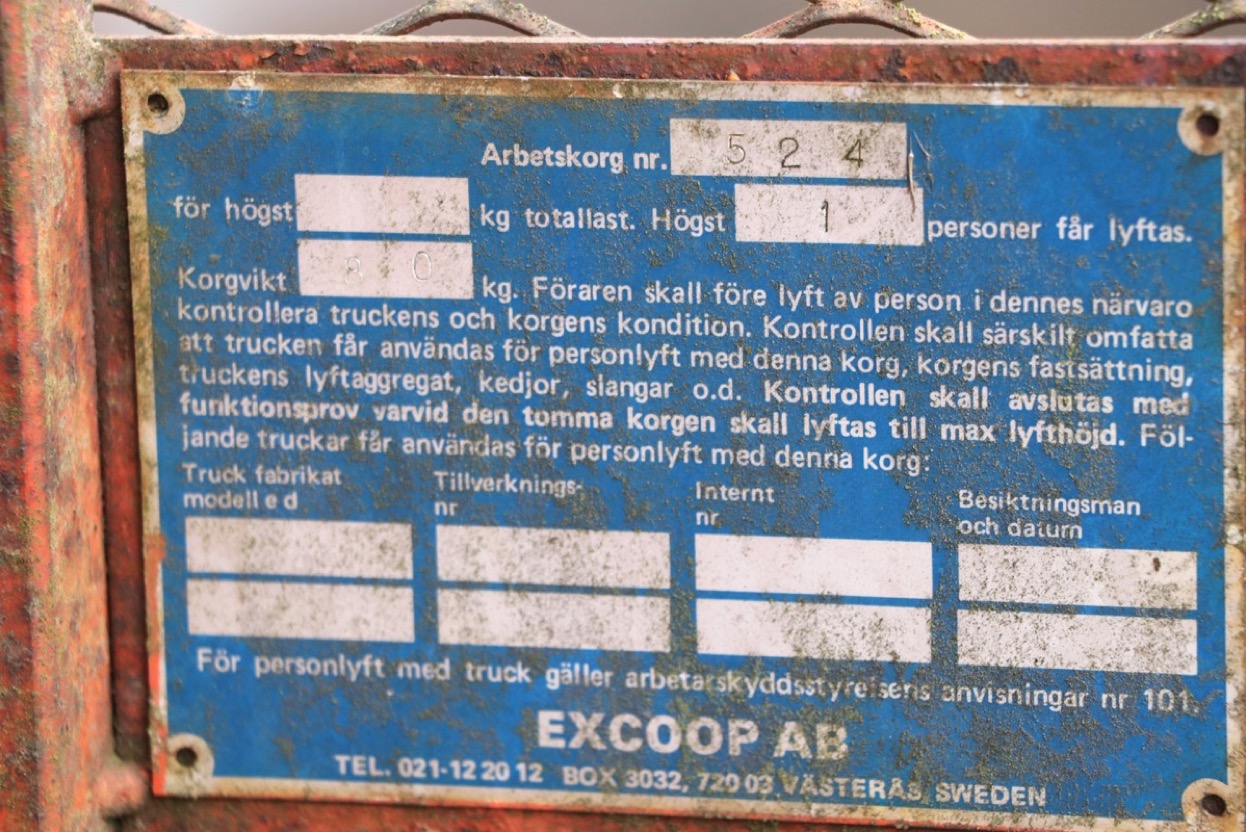 Arbetskorg nr. 524
för högst kg totallast. Högst 1 personer får lyftas.
Korgvikt 80 kg. Föraren skall före lyft av person i dennes närvaro
kontrollera truckens och korgens kondition. Kontrollen skall särskilt omfatta
att trucken får användas för personlyft med denna korg, korgens fastsättning,
truckens lyftaggregat, kedjor, slangar o.d. Kontrollen skall avslutas med
funktionsprov varvid den tomma korgen skall lyftas till max lyfthöjd. Föl-
jande truckar får användas för personlyft med denna korg:
Truck fabrikat Tillverknings- Internt Besiktningsman
modell e d nr nr och datum
För personlyft med truck gäller arbetarskyddsstyrelsens anvisningar nr 101.
EXCOOP AB
TEL. 021-12 20 12 BOX 3032, 720 03 VÄSTERÅS, SWEDEN